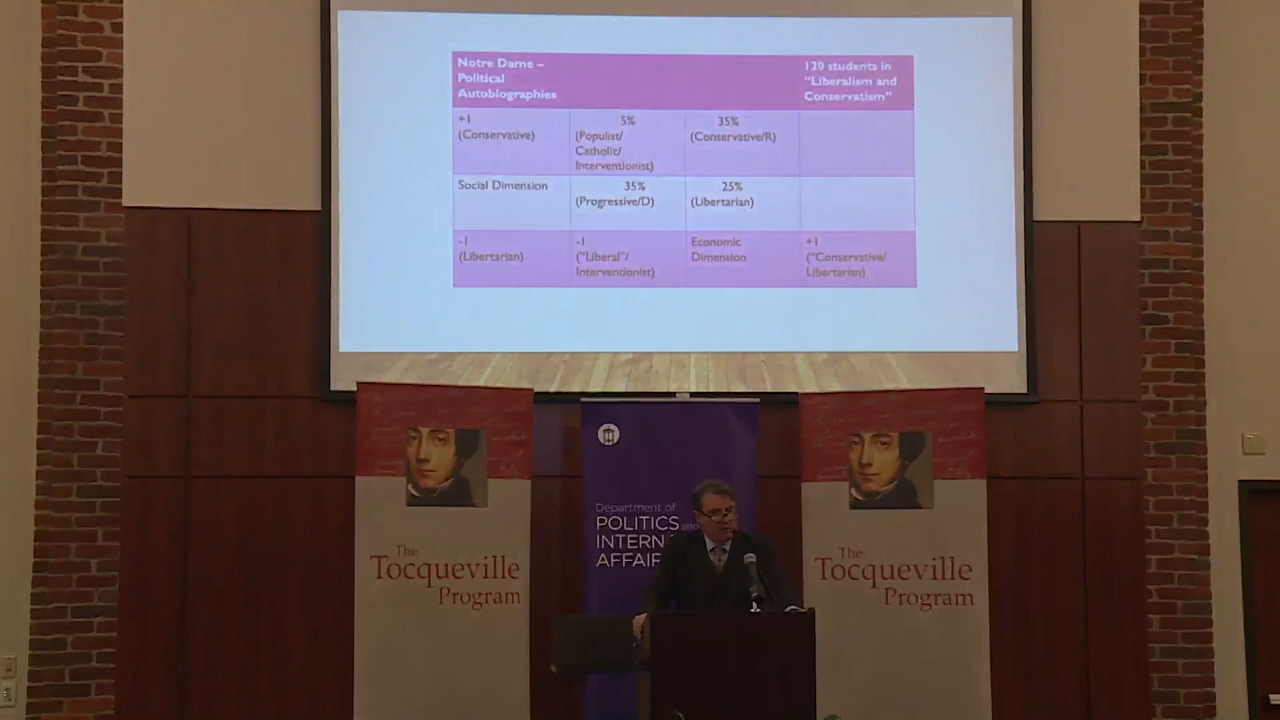 Notre Dame –
Political
Autobiographies
120 students in
"Liberalism and
Conservatism"
+1
(Conservative)
5%
(Populist/
Catholic/
Interventionist)
35%
(Conservative/R)
Social Dimension
35%
(Progressive/D)
25%
(Libertarian)
-1
(Libertarian)
-1
("Liberal"/
Interventionist)
Economic
Dimension
+1
("Conservative/
Libertarian)
The
Tocqueville
Program
Department of
POLITICS and
INTERNA
AFFAIR
The
Tocqueville
Program